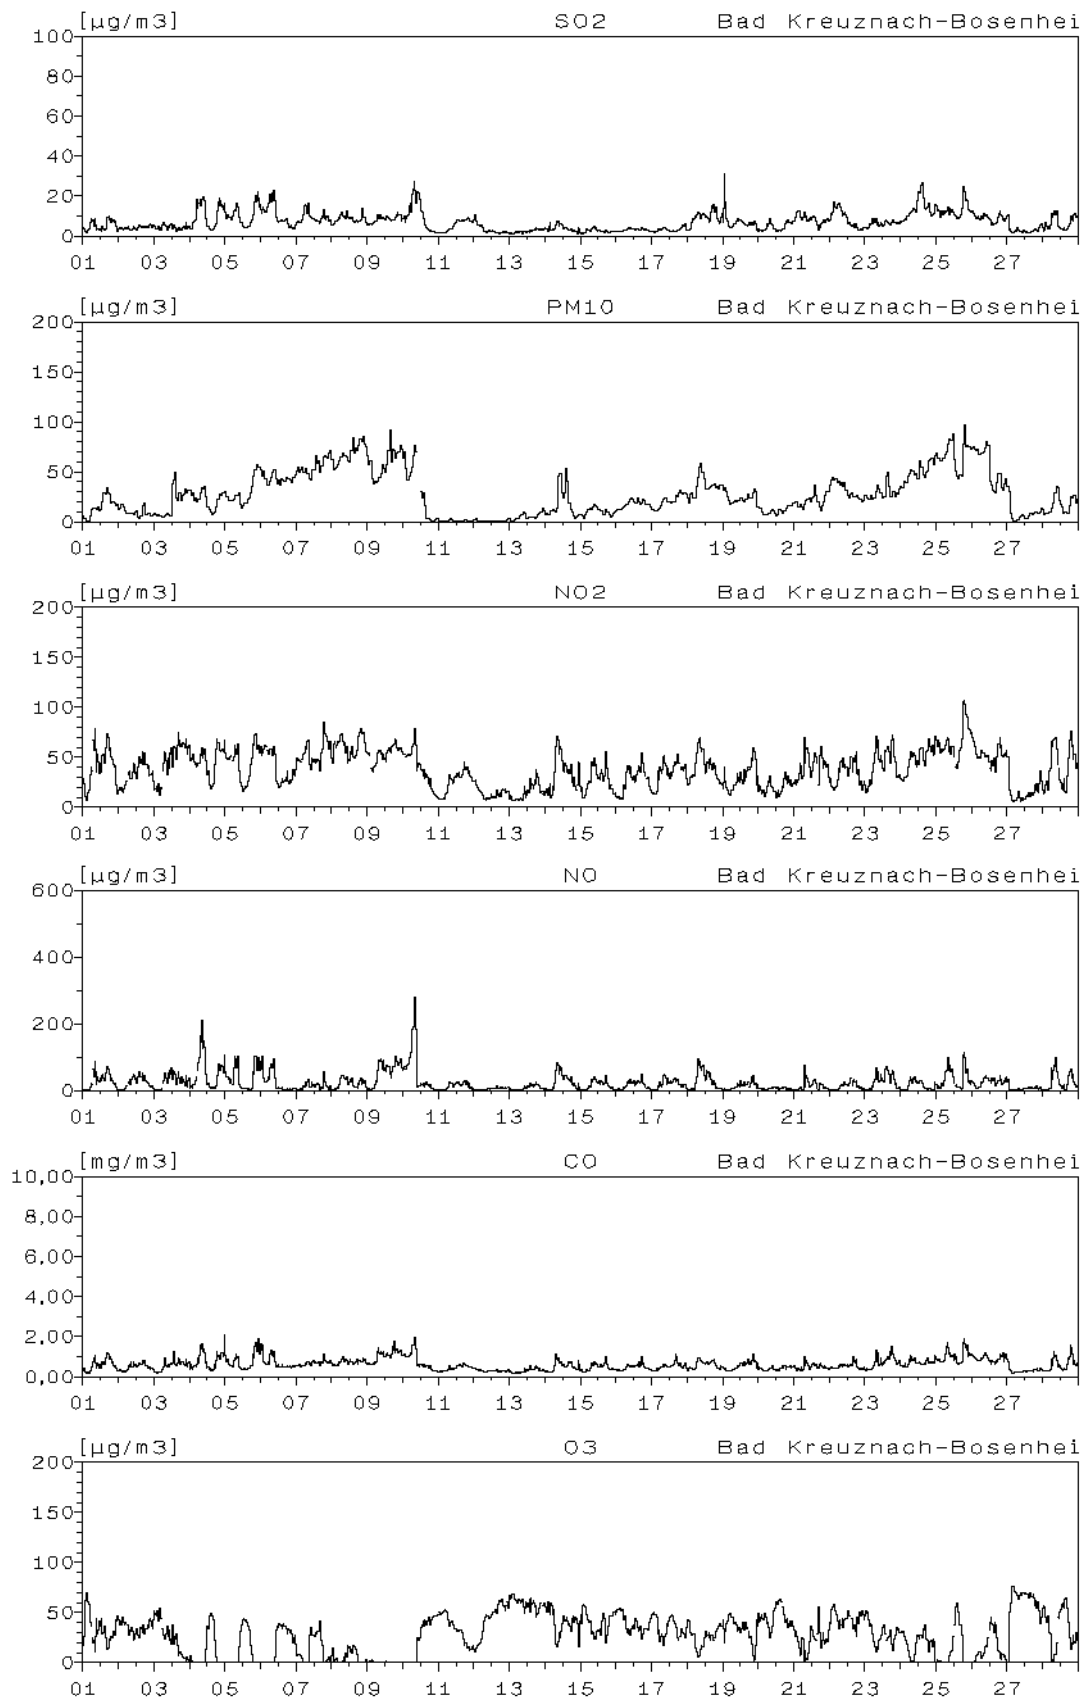 [µg/m3] SO2 Bad Kreuznach-Bosenhei
100
80
60
40
20
0
01 03 05 07 09 11 13 15 17 19 21 23 25 27
[µg/m3] PM10 Bad Kreuznach-Bosenhei
200
150
100
50
0
01 03 05 07 09 11 13 15 17 19 21 23 25 27
[µg/m3] NO2 Bad Kreuznach-Bosenhei
200
150
100
50
0
01 03 05 07 09 11 13 15 17 19 21 23 25 27
[µg/m3] NO Bad Kreuznach-Bosenhei
600
400
200
0
01 03 05 07 09 11 13 15 17 19 21 23 25 27
[mg/m3] CO Bad Kreuznach-Bosenhei
10,00
8,00
6,00
4,00
2,00
0,00
01 03 05 07 09 11 13 15 17 19 21 23 25 27
[µg/m3] O3 Bad Kreuznach-Bosenhei
200
150
100
50
0
01 03 05 07 09 11 13 15 17 19 21 23 25 27